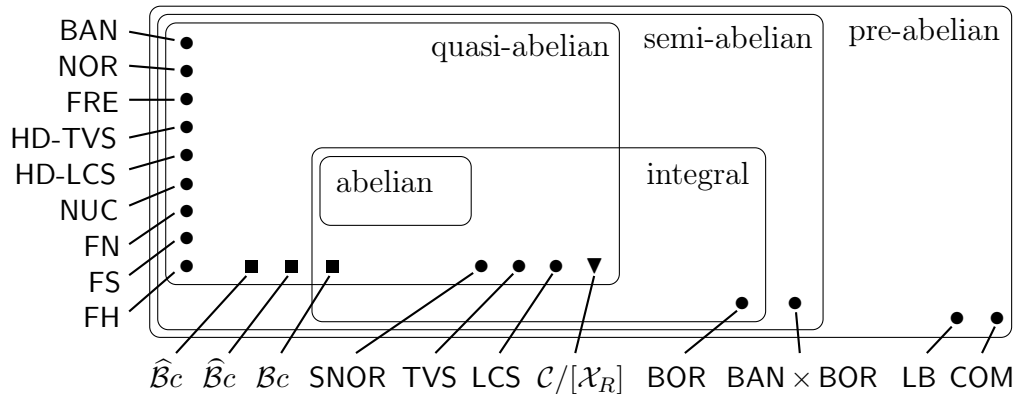 BAN
NOR
FRE
HD-TVS
HD-LCS
NUC
FN
FS
FH
quasi-abelian
semi-abelian
pre-abelian
abelian
integral
$\widehat{\mathcal{B}}c$ $\widehat{\mathcal{B}}c$ $\mathcal{B}c$ SNOR TVS LCS $\mathcal{C}/[\mathcal{X}_R]$ BOR BAN × BOR LB COM